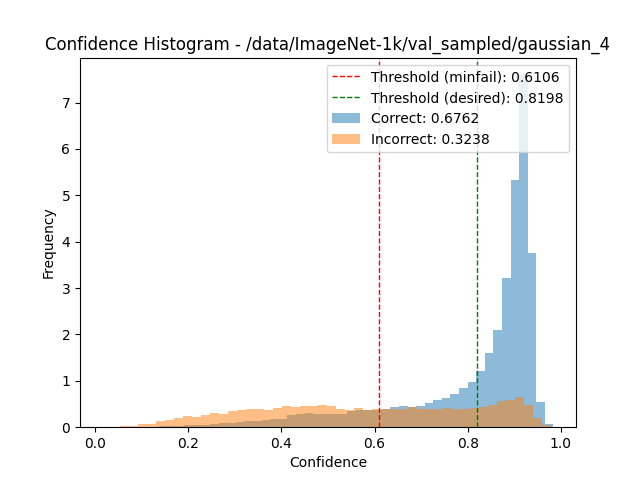 Confidence Histogram - /data/ImageNet-1k/val_sampled/gaussian_4
Threshold (minfail): 0.6106
Threshold (desired): 0.8198
Correct: 0.6762
Incorrect: 0.3238
7
6
5
4
3
2
1
0
Frequency
0.0 0.2 0.4 0.6 0.8 1.0
Confidence